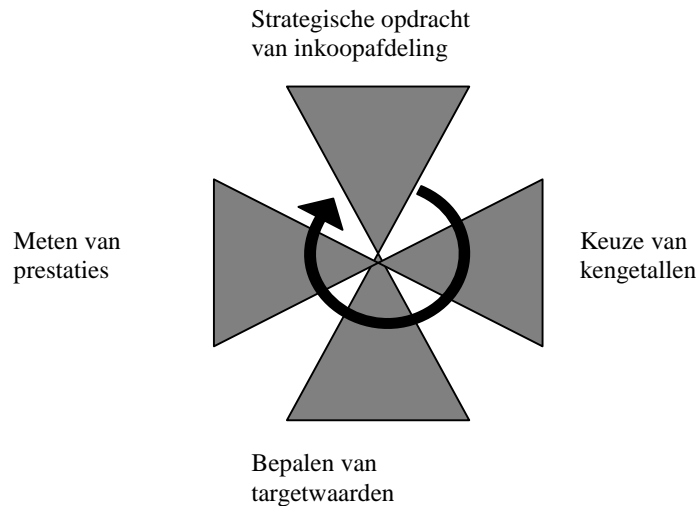 Strategische opdracht
van inkoopafdeling
Meten van
prestaties
Keuze van
kengetallen
Bepalen van
targetwaarden